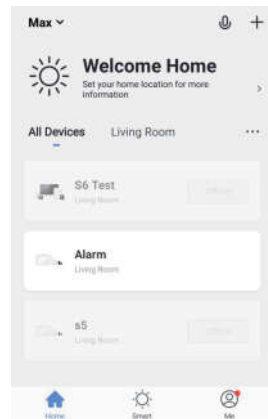 Max
Welcome Home
Set your home location for more
information
All Devices
Living Room
...
S6 Test
Living Room
Offline
Alarm
Living Room
s5
Living Room
Offline
Home
Smart
Me